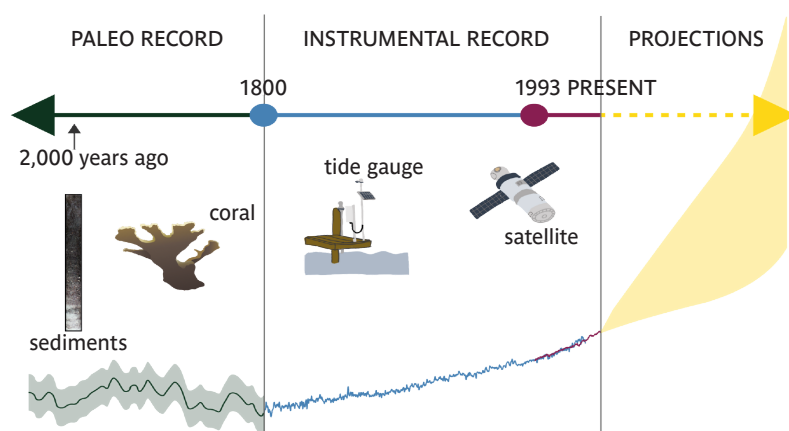 PALEO RECORD
INSTRUMENTAL RECORD
PROJECTIONS
1800
1993 PRESENT
2,000 years ago
tide gauge
coral
satellite
sediments